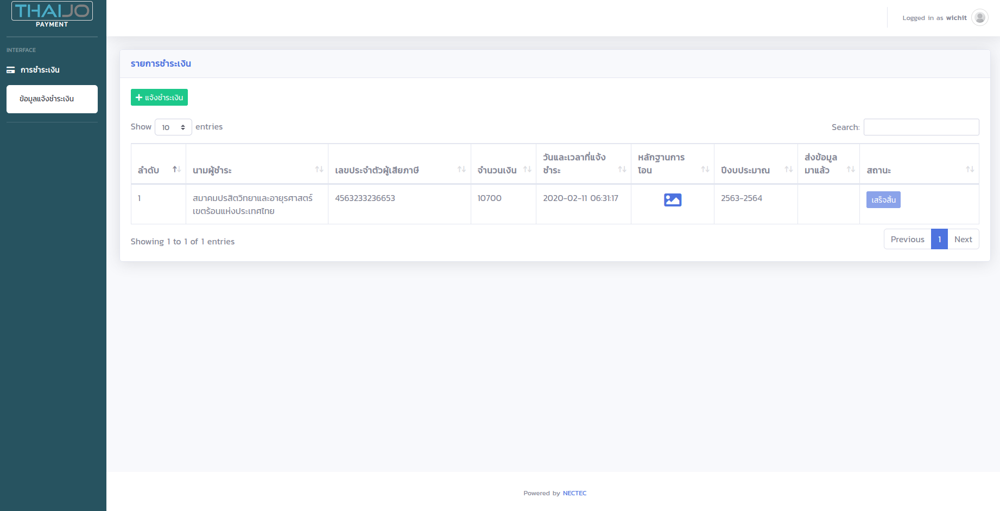 THAIJO
PAYMENT
Logged in as wichit
INTERFACE
การชำระเงิน
ข้อมูลแจ้งชำระเงิน
รายการชำระเงิน
แจ้งชำระเงิน
Show 10 entries
Search:
ลำดับ นามผู้ชำระ เลขประจำตัวผู้เสียภาษี จำนวนเงิน วันและเวลาที่แจ้งชำระ หลักฐานการโอน ปีงบประมาณ ส่งข้อมูลมาแล้ว สถานะ
1 สมาคมปรสิตวิทยาและอายุรศาสตร์ 4563233236653 10700 2020-02-11 06:31:17 2563-2564 เสร็จสิ้น
เขตร้อนแห่งประเทศไทย
Showing 1 to 1 of 1 entries
Previous 1 Next
Powered by NECTEC